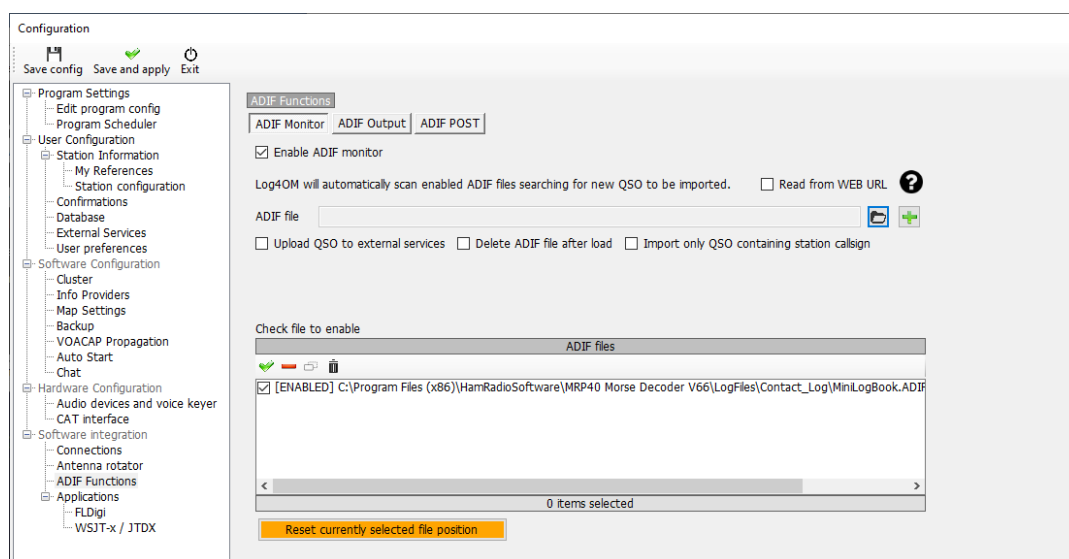 Configuration
Save config Save and apply Exit
Program Settings
Edit program config
Program Scheduler
User Configuration
Station Information
My References
Station configuration
Confirmations
Database
External Services
User preferences
Software Configuration
Cluster
Info Providers
Map Settings
Backup
VOACAP Propagation
Auto Start
Chat
Hardware Configuration
Audio devices and voice keyer
CAT interface
Software integration
Connections
Antenna rotator
ADIF Functions
Applications
FLDigi
WSJT-x / JTDX
ADIF Functions
ADIF Monitor ADIF Output ADIF POST
Enable ADIF monitor
Log4OM will automatically scan enabled ADIF files searching for new QSO to be imported. Read from WEB URL ?
ADIF file
Upload QSO to external services Delete ADIF file after load Import only QSO containing station callsign
Check file to enable
ADIF files
[ENABLED] C:\Program Files (x86)\HamRadioSoftware\MRP40 Morse Decoder V66\LogFiles\Contact_Log\MiniLogBook.ADIF
0 items selected
Reset currently selected file position